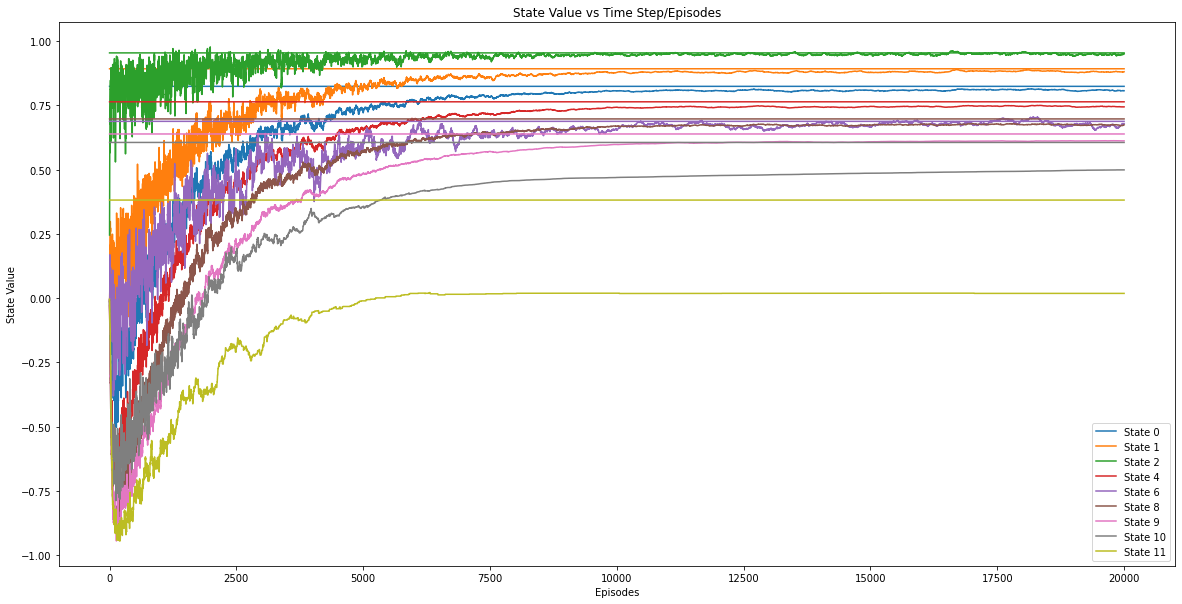 State Value vs Time Step/Episodes
1.00
0.75
0.50
0.25
0.00
−0.25
−0.50
−0.75
−1.00
State Value
0
2500
5000
7500
10000
12500
15000
17500
20000
Episodes
State 0
State 1
State 2
State 4
State 6
State 8
State 9
State 10
State 11